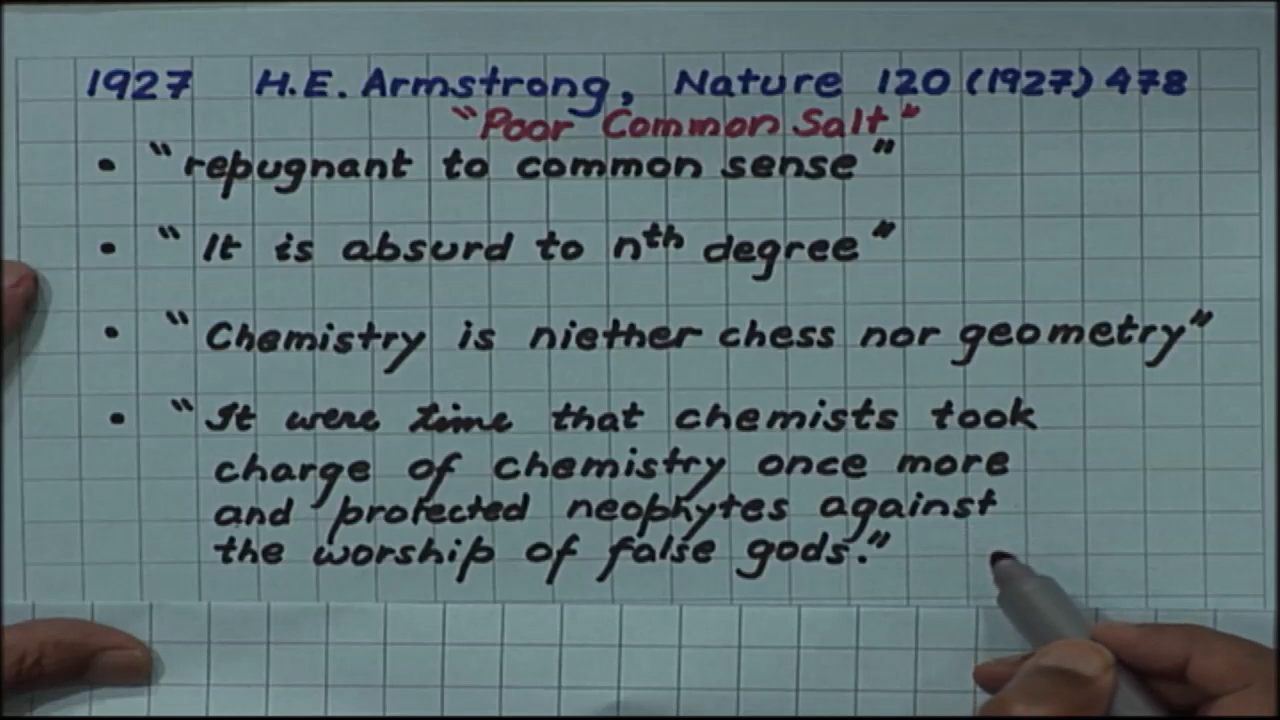 1927 H.E. Armstrong, Nature 120 (1927) 478
"Poor Common Salt"
• "repugnant to common sense"
• "It is absurd to nth degree"
• "Chemistry is niether chess nor geometry"
• "It were time that chemists took
charge of chemistry once more
and protected neophytes against
the worship of false gods."